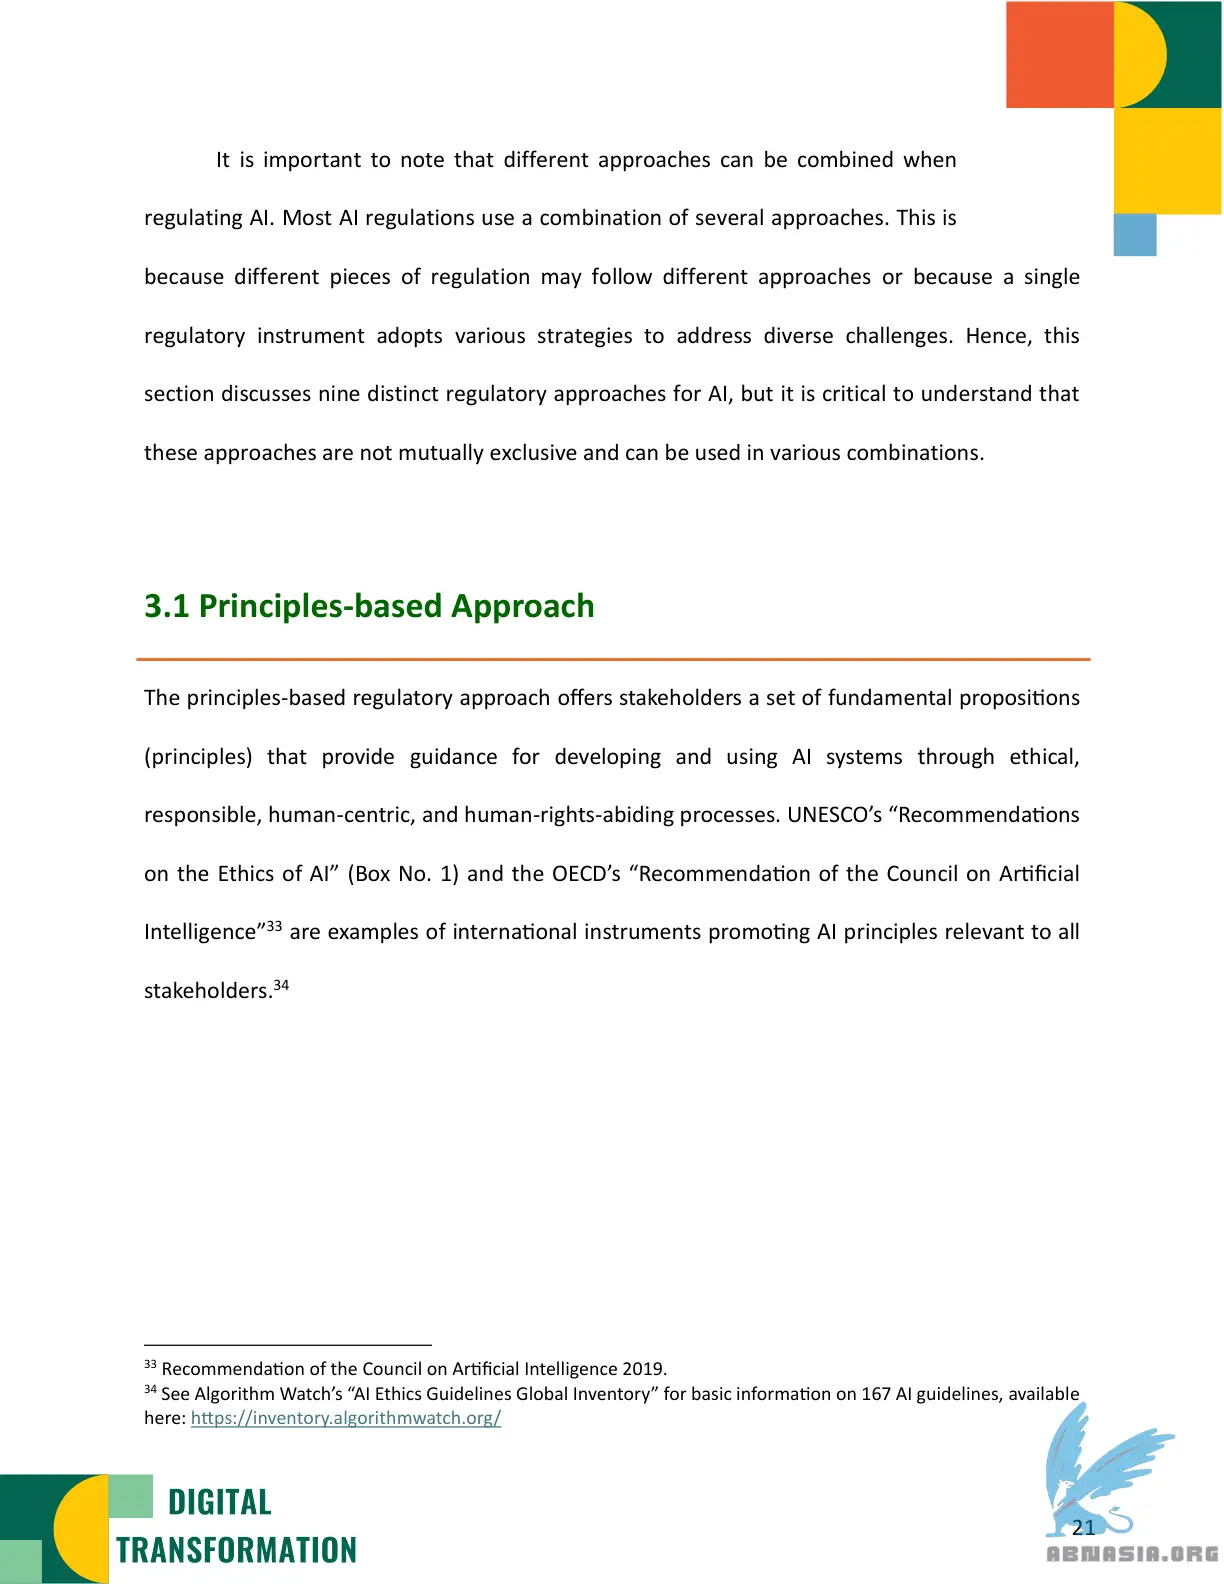 It is important to note that different approaches can be combined when
regulating AI. Most AI regulations use a combination of several approaches. This is
because different pieces of regulation may follow different approaches or because a single
regulatory instrument adopts various strategies to address diverse challenges. Hence, this
section discusses nine distinct regulatory approaches for AI, but it is critical to understand that
these approaches are not mutually exclusive and can be used in various combinations.
3.1 Principles-based Approach
The principles-based regulatory approach offers stakeholders a set of fundamental propositions
(principles) that provide guidance for developing and using AI systems through ethical,
responsible, human-centric, and human-rights-abiding processes. UNESCO’s “Recommendations
on the Ethics of AI” (Box No. 1) and the OECD’s “Recommendation of the Council on Artificial
Intelligence”33 are examples of international instruments promoting AI principles relevant to all
stakeholders.34
33 Recommendation of the Council on Artificial Intelligence 2019.
34 See Algorithm Watch’s “AI Ethics Guidelines Global Inventory” for basic information on 167 AI guidelines, available
here: https://inventory.algorithmwatch.org/
DIGITAL
TRANSFORMATION
21
ABNASIA.ORG